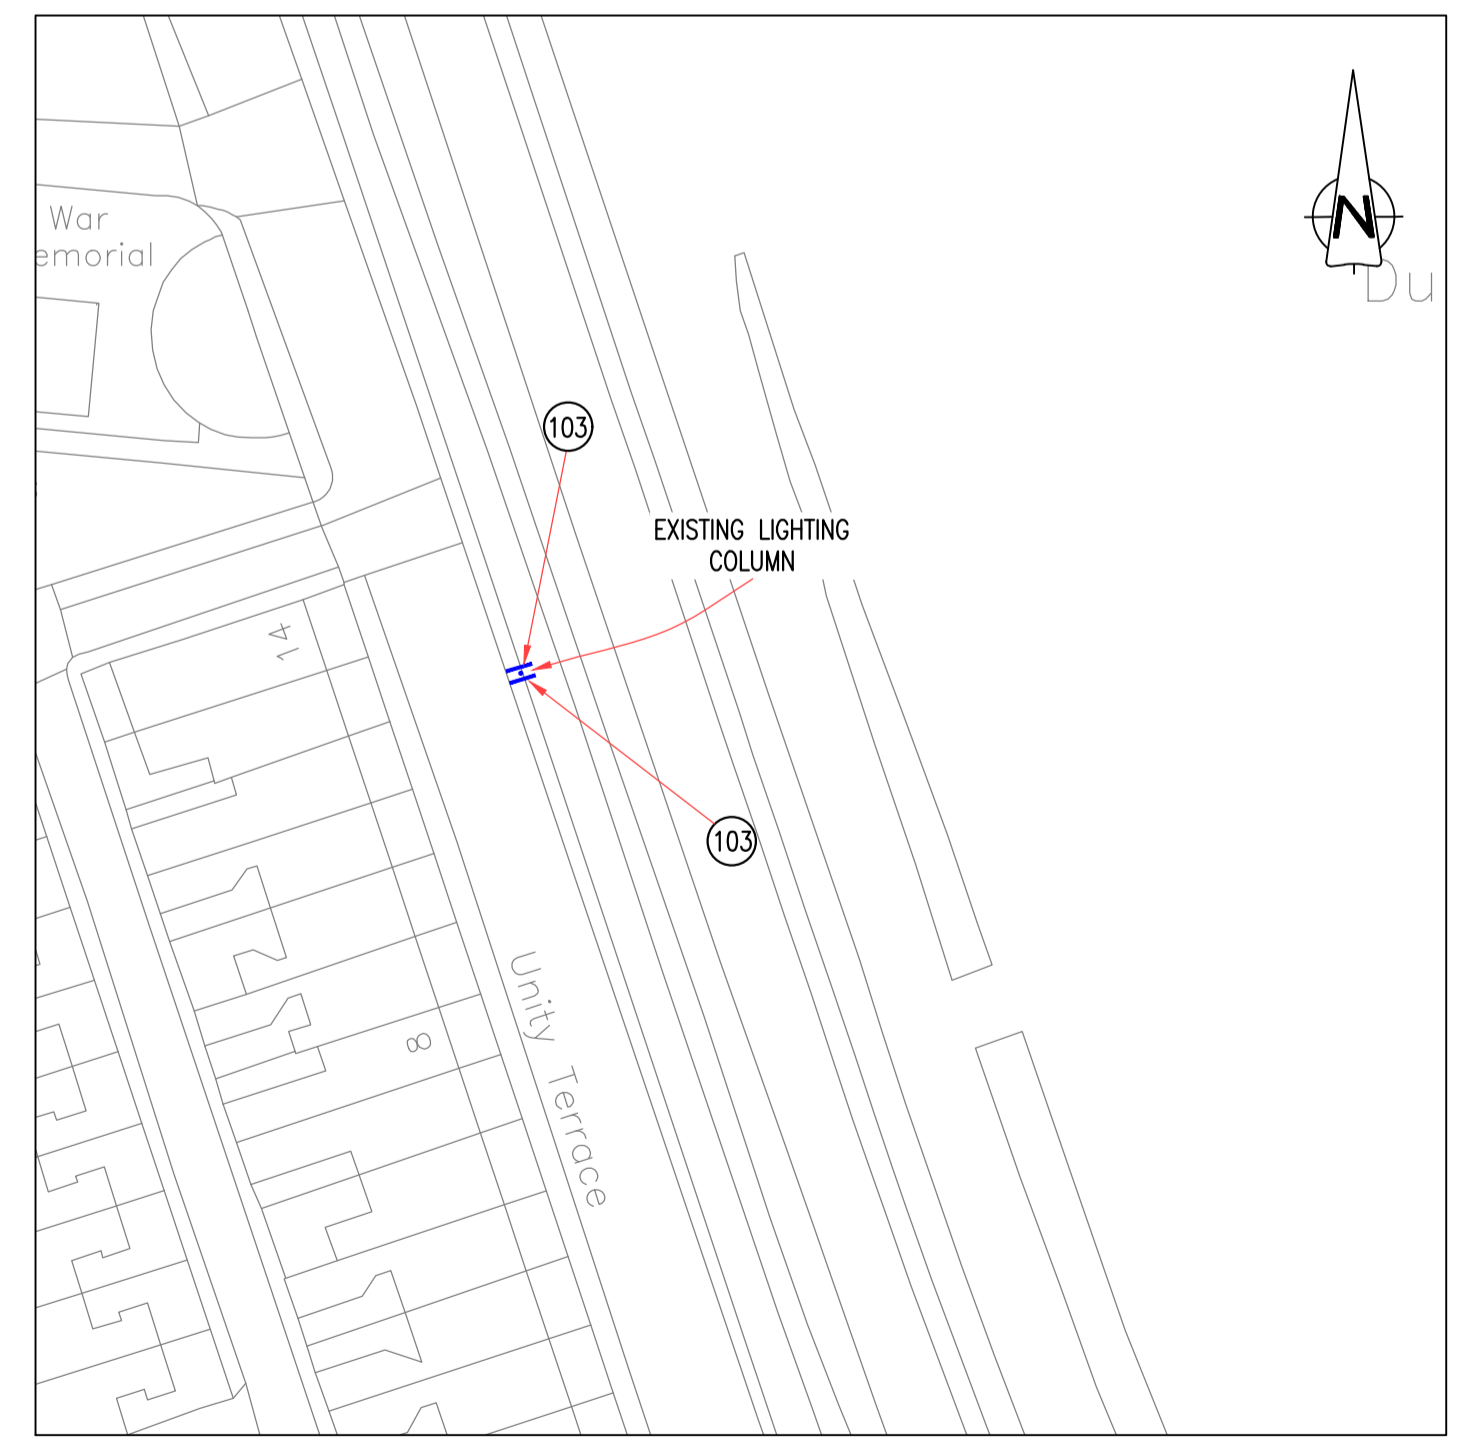 War
emorial
N
Du
103
EXISTING LIGHTING
COLUMN
14
103
8
Unity Terrace